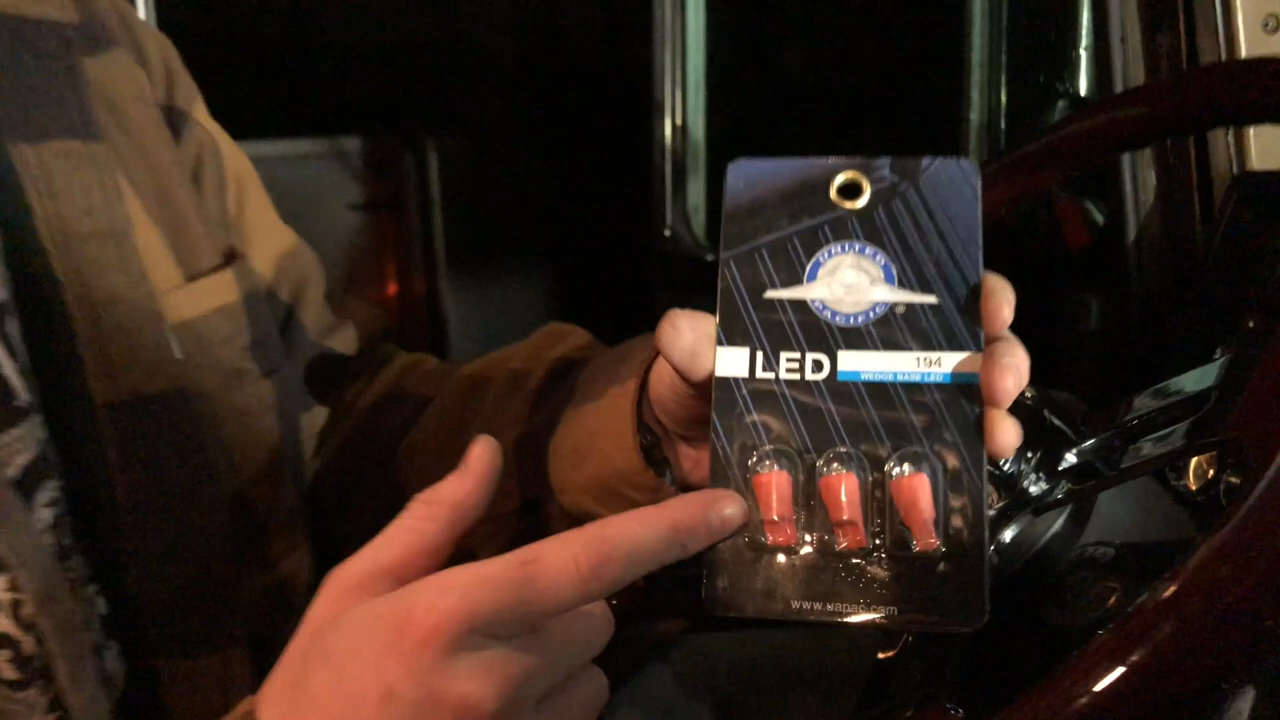 UNITED
PACIFIC
®
LED
194
WEDGE BASE LED
www.uapac.com